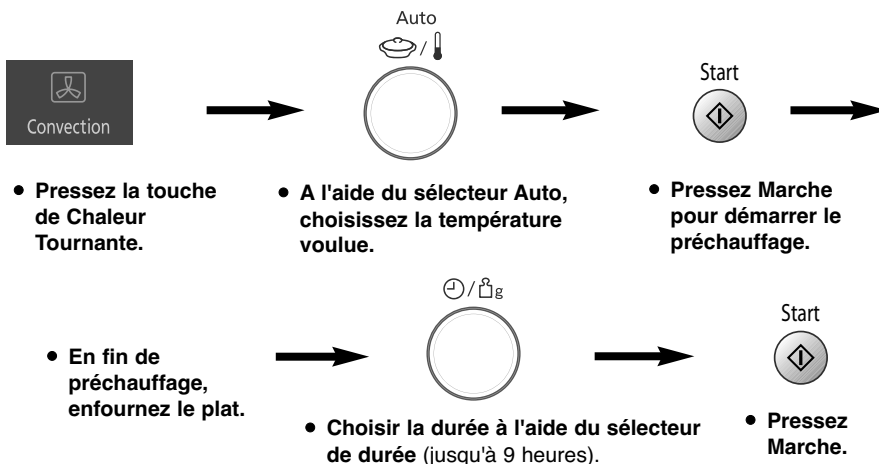 Auto
Convection
Start
• Pressez la touche
de Chaleur
Tournante.
• A l'aide du sélecteur Auto,
choisissez la température
voulue.
• Pressez Marche
pour démarrer le
préchauffage.
• En fin de
préchauffage,
enfournez le plat.
/ g
• Choisir la durée à l'aide du sélecteur
de durée (jusqu'à 9 heures).
Start
• Pressez
Marche.